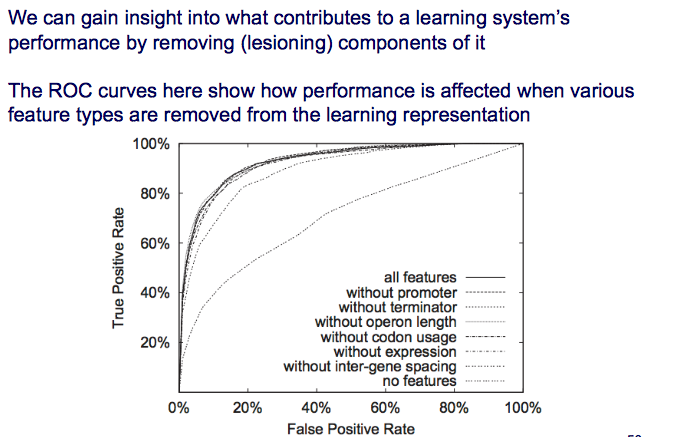 We can gain insight into what contributes to a learning system's
performance by removing (lesioning) components of it
The ROC curves here show how performance is affected when various
feature types are removed from the learning representation
100%
80%
60%
40%
20%
True Positive Rate
all features
without promoter
without terminator
without operon length
without codon usage
without expression
without inter-gene spacing
no features
0% 20% 40% 60% 80% 100%
False Positive Rate